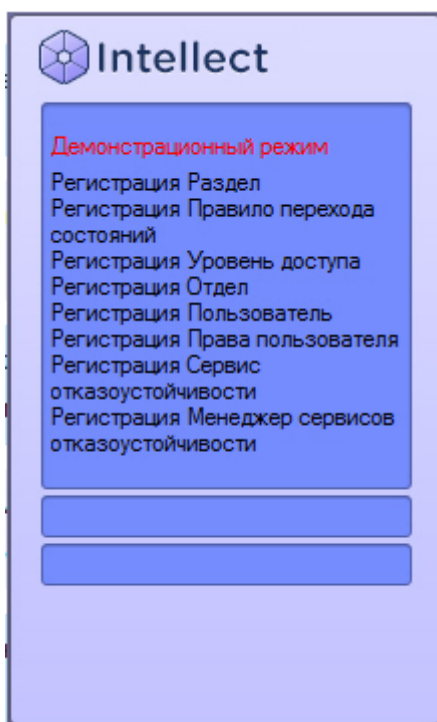 Intellect
Демонстрационный режим
Регистрация Раздел
Регистрация Правило перехода
состояний
Регистрация Уровень доступа
Регистрация Отдел
Регистрация Пользователь
Регистрация Права пользователя
Регистрация Сервис
отказоустойчивости
Регистрация Менеджер сервисов
отказоустойчивости